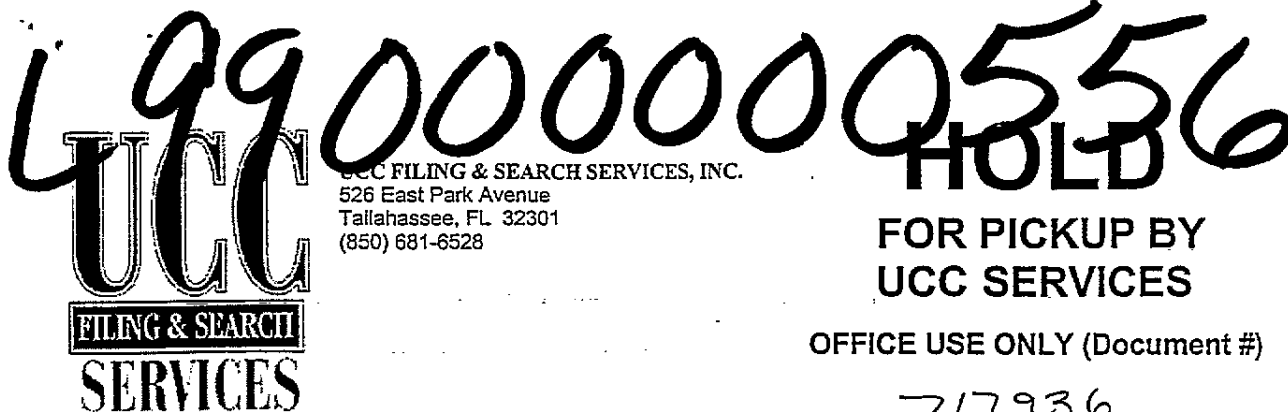 L99000000556
UCC
FILING & SEARCH
SERVICES
UCC FILING & SEARCH SERVICES, INC.
526 East Park Avenue
Tallahassee, FL 32301
(850) 681-6528
HOLD
FOR PICKUP BY
UCC SERVICES
OFFICE USE ONLY (Document #)
717936